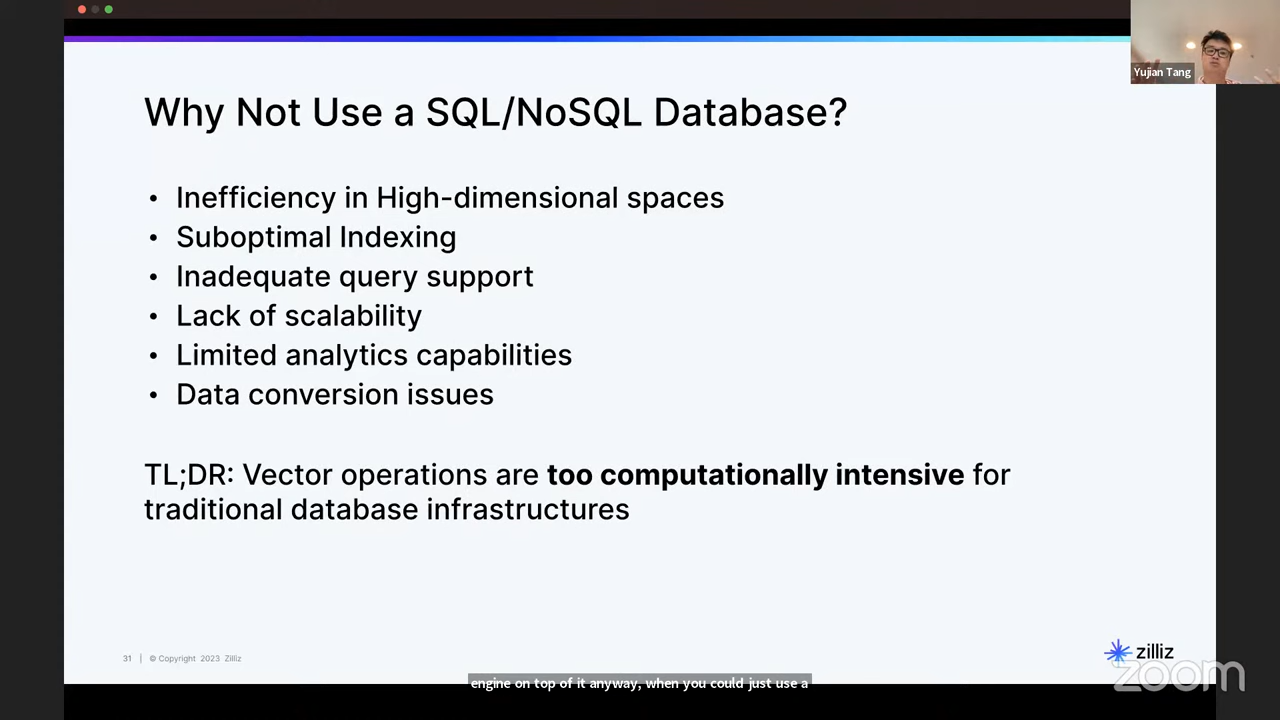 Yujian Tang
Why Not Use a SQL/NoSQL Database?
• Inefficiency in High-dimensional spaces
• Suboptimal Indexing
• Inadequate query support
• Lack of scalability
• Limited analytics capabilities
• Data conversion issues
TL;DR: Vector operations are too computationally intensive for
traditional database infrastructures
31 | © Copyright 2023 Zilliz
zilliz
zoom
engine on top of it anyway, when you could just use a